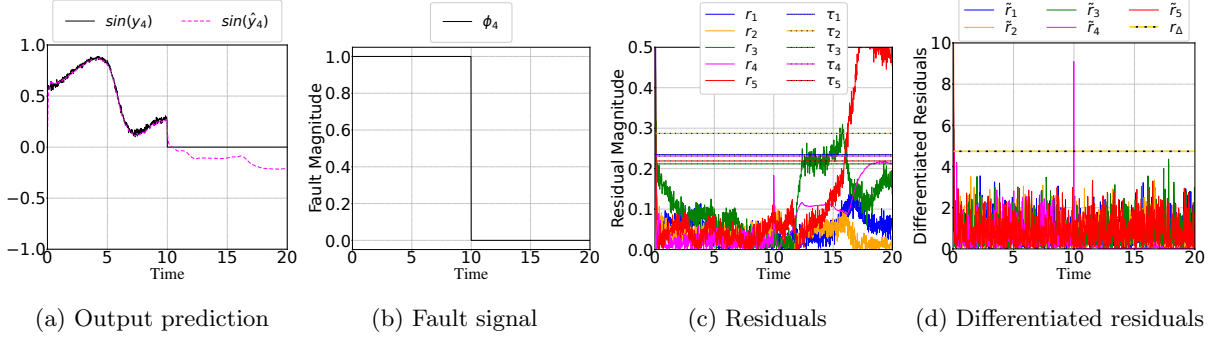 sin(y₄) sin(ŷ₄)
1.0
0.5
0.0
−0.5
−1.0
0 5 10 15 20
Time
(a) Output prediction
ϕ₄
Fault Magnitude
1.0
0.8
0.6
0.4
0.2
0.0
0 5 10 15 20
Time
(b) Fault signal
r₁ τ₁
r₂ τ₂
r₃ τ₃
r₄ τ₄
r₅ τ₅
Residual Magnitude
0.5
0.4
0.3
0.2
0.1
0.0
0 5 10 15 20
Time
(c) Residuals
r̃₁ r̃₃ r̃₅
r̃₂ r̃₄ r_Δ
Differentiated Residuals
10
8
6
4
2
0
0 5 10 15 20
Time
(d) Differentiated residuals